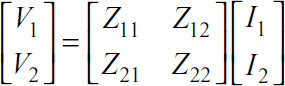 [V₁] = [Z₁₁ Z₁₂] [I₁]
[V₂] [Z₂₁ Z₂₂] [I₂]